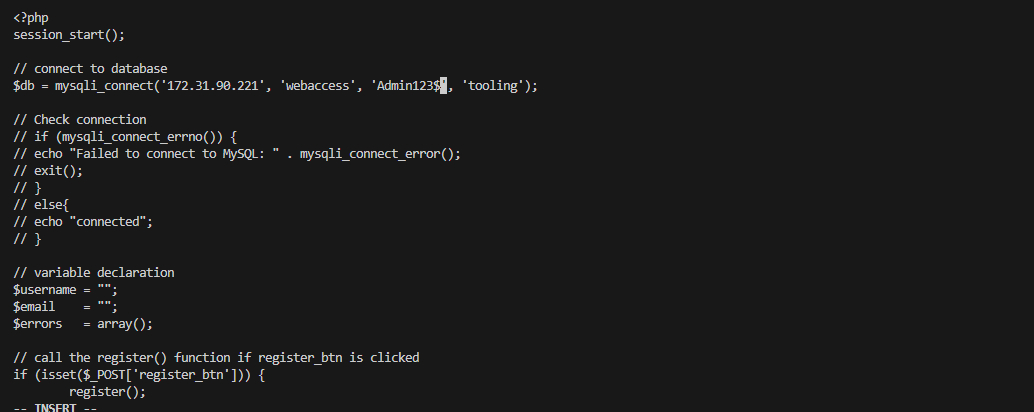 <?php
session_start();

// connect to database
$db = mysqli_connect('172.31.90.221', 'webaccess', 'Admin123$', 'tooling');

// Check connection
// if (mysqli_connect_errno()) {
// echo "Failed to connect to MySQL: " . mysqli_connect_error();
// exit();
// }
// else{
// echo "connected";
// }

// variable declaration
$username = "";
$email    = "";
$errors   = array();

// call the register() function if register_btn is clicked
if (isset($_POST['register_btn'])) {
        register();
-- INSERT --